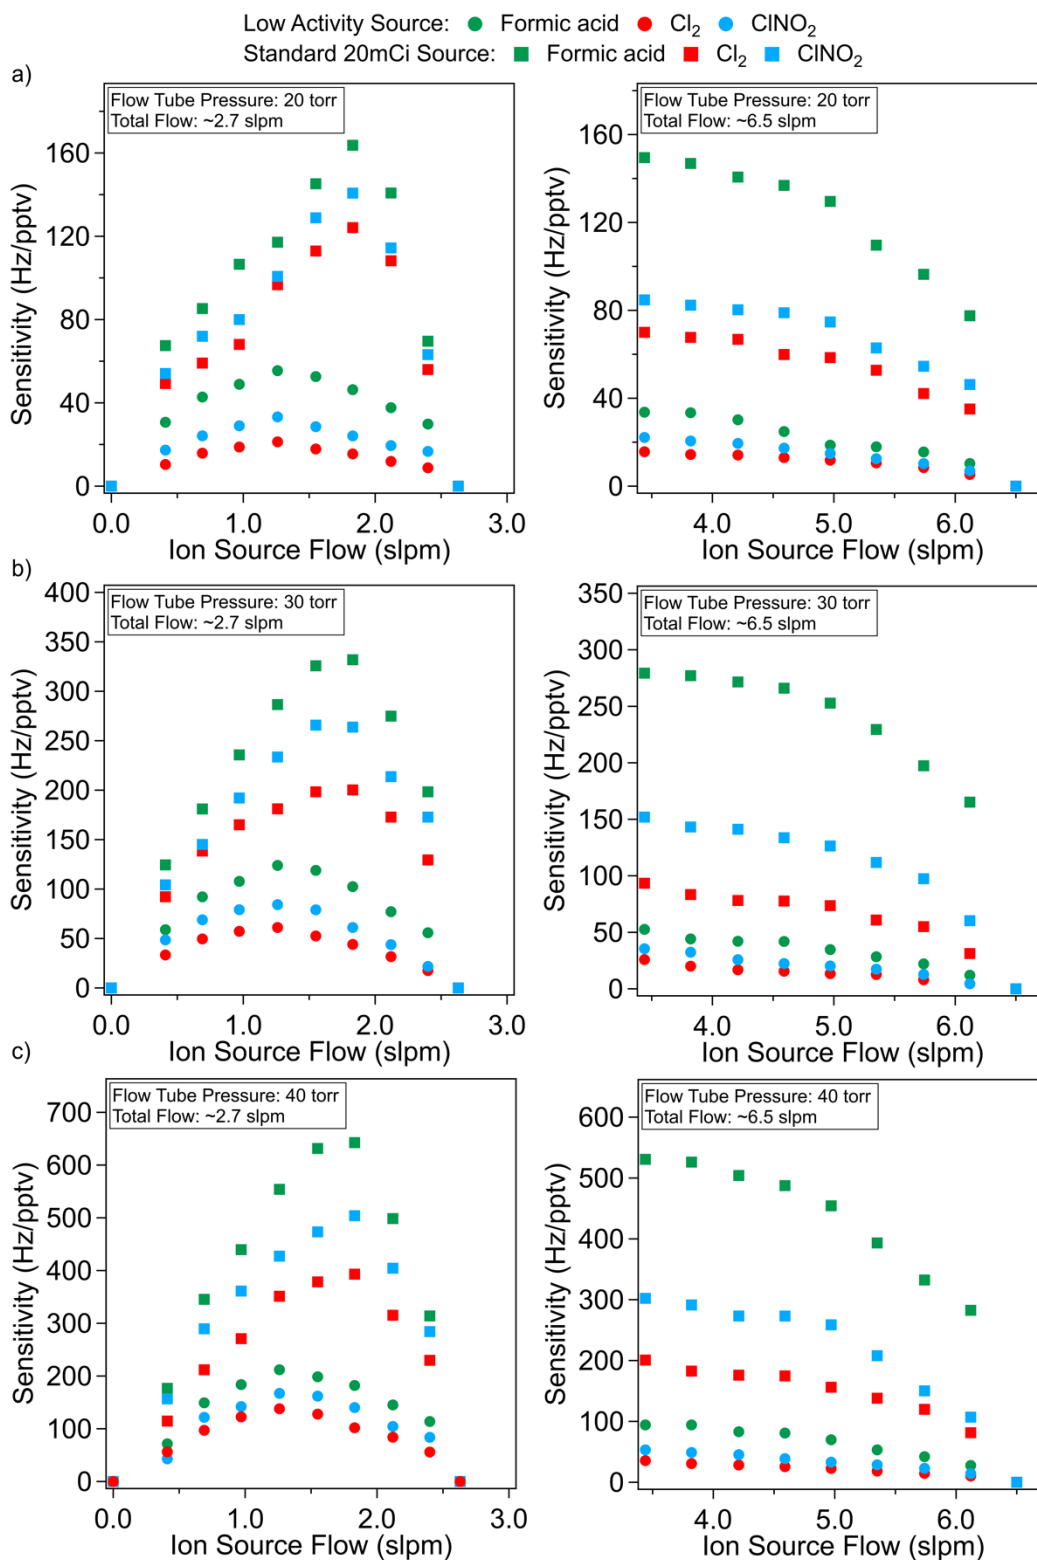 Low Activity Source: Formic acid Cl2 ClNO2
Standard 20mCi Source: Formic acid Cl2 ClNO2
a)
Flow Tube Pressure: 20 torr
Total Flow: ~2.7 slpm
Sensitivity (Hz/pptv)
160
120
80
40
0
0.0 1.0 2.0 3.0
Ion Source Flow (slpm)
Flow Tube Pressure: 20 torr
Total Flow: ~6.5 slpm
Sensitivity (Hz/pptv)
160
120
80
40
0
4.0 5.0 6.0
Ion Source Flow (slpm)
b)
Flow Tube Pressure: 30 torr
Total Flow: ~2.7 slpm
Sensitivity (Hz/pptv)
400
350
300
250
200
150
100
50
0
0.0 1.0 2.0 3.0
Ion Source Flow (slpm)
Flow Tube Pressure: 30 torr
Total Flow: ~6.5 slpm
Sensitivity (Hz/pptv)
350
300
250
200
150
100
50
0
4.0 5.0 6.0
Ion Source Flow (slpm)
c)
Flow Tube Pressure: 40 torr
Total Flow: ~2.7 slpm
Sensitivity (Hz/pptv)
700
600
500
400
300
200
100
0
0.0 1.0 2.0 3.0
Ion Source Flow (slpm)
Flow Tube Pressure: 40 torr
Total Flow: ~6.5 slpm
Sensitivity (Hz/pptv)
600
500
400
300
200
100
0
4.0 5.0 6.0
Ion Source Flow (slpm)